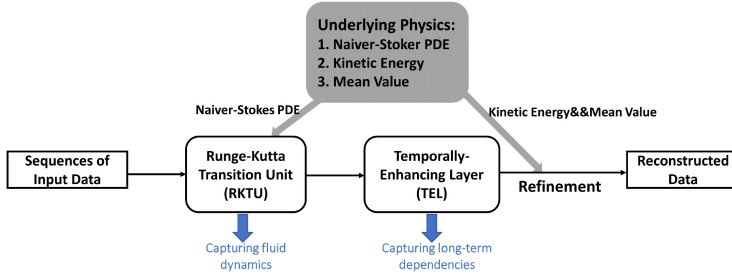 Underlying Physics:
1. Naiver-Stoker PDE
2. Kinetic Energy
3. Mean Value
Naiver-Stokes PDE
Kinetic Energy&&Mean Value
Sequences of
Input Data
Runge-Kutta
Transition Unit
(RKTU)
Temporally-
Enhancing Layer
(TEL)
Refinement
Reconstructed
Data
Capturing fluid
dynamics
Capturing long-term
dependencies